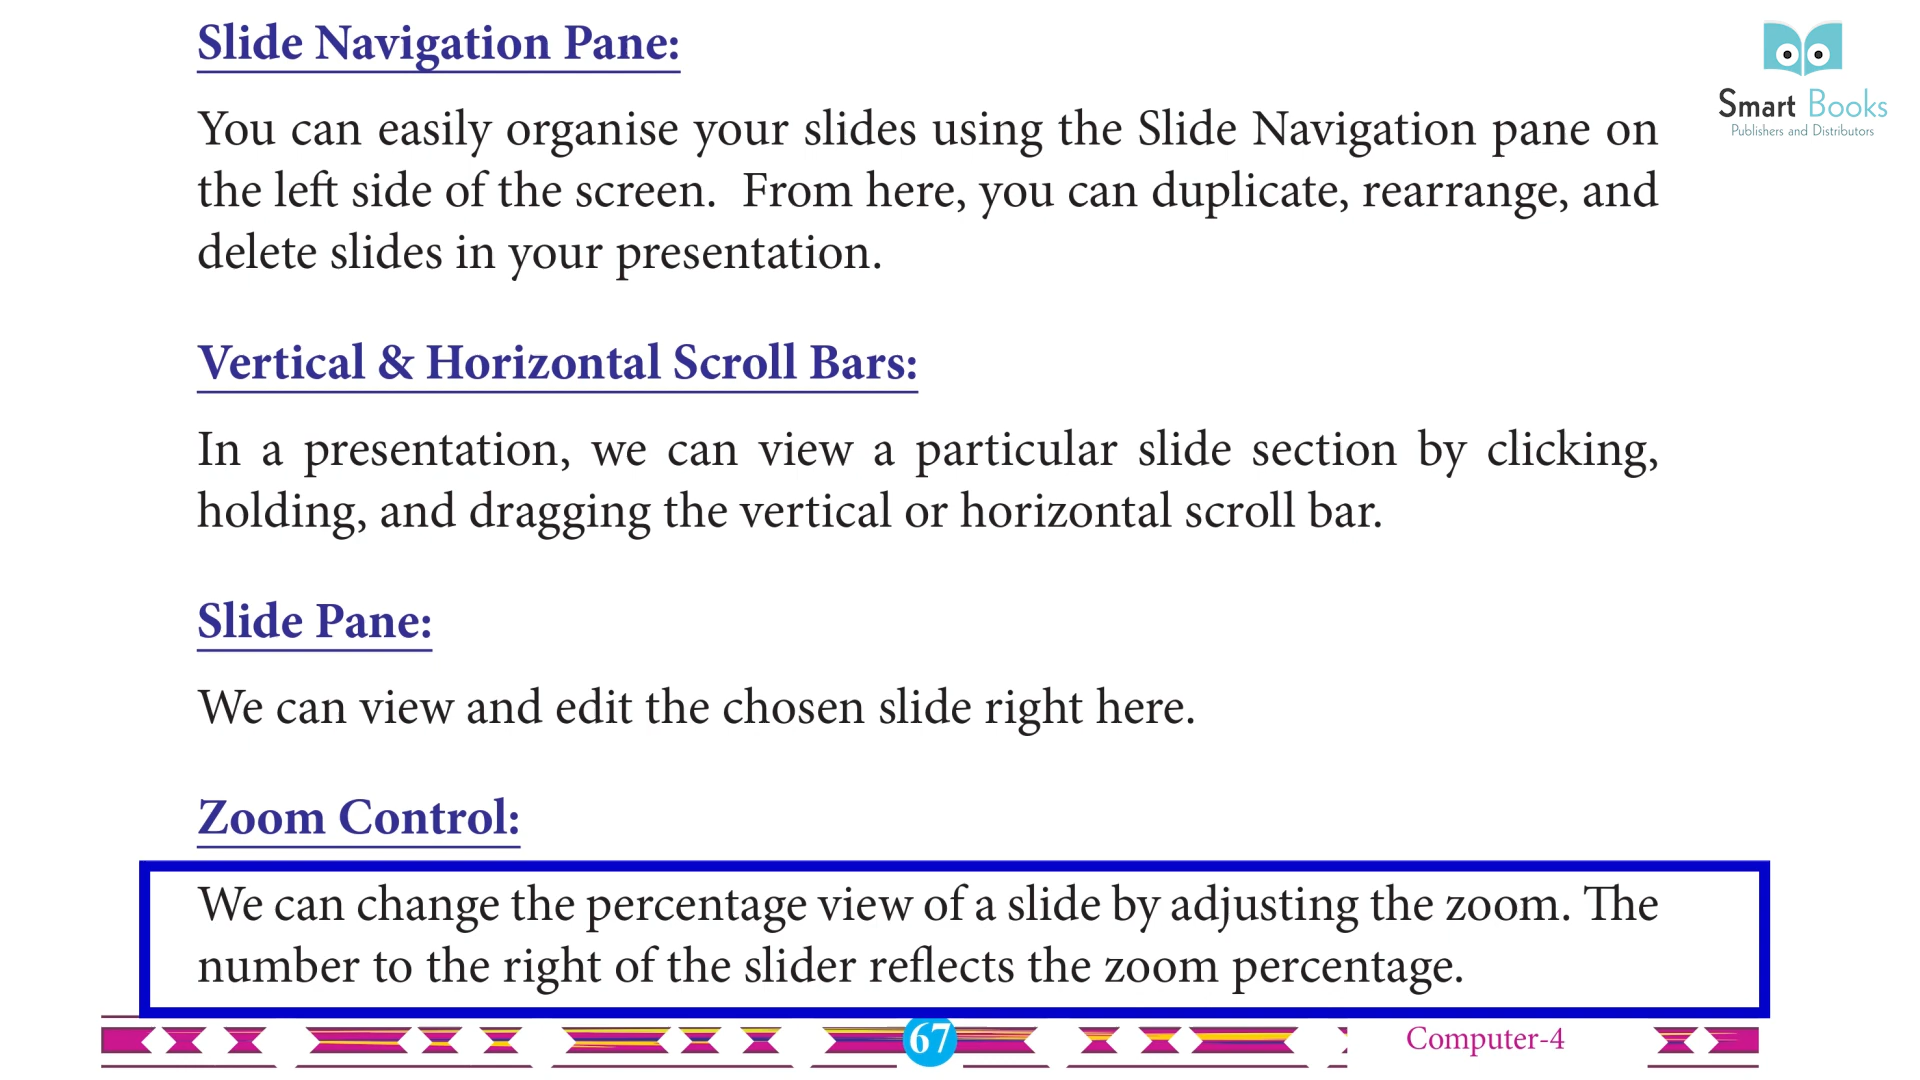 Slide Navigation Pane:
Smart Books
Publishers and Distributors
You can easily organise your slides using the Slide Navigation pane on
the left side of the screen. From here, you can duplicate, rearrange, and
delete slides in your presentation.
Vertical & Horizontal Scroll Bars:
In a presentation, we can view a particular slide section by clicking,
holding, and dragging the vertical or horizontal scroll bar.
Slide Pane:
We can view and edit the chosen slide right here.
Zoom Control:
We can change the percentage view of a slide by adjusting the zoom. The
number to the right of the slider reflects the zoom percentage.
67
Computer-4